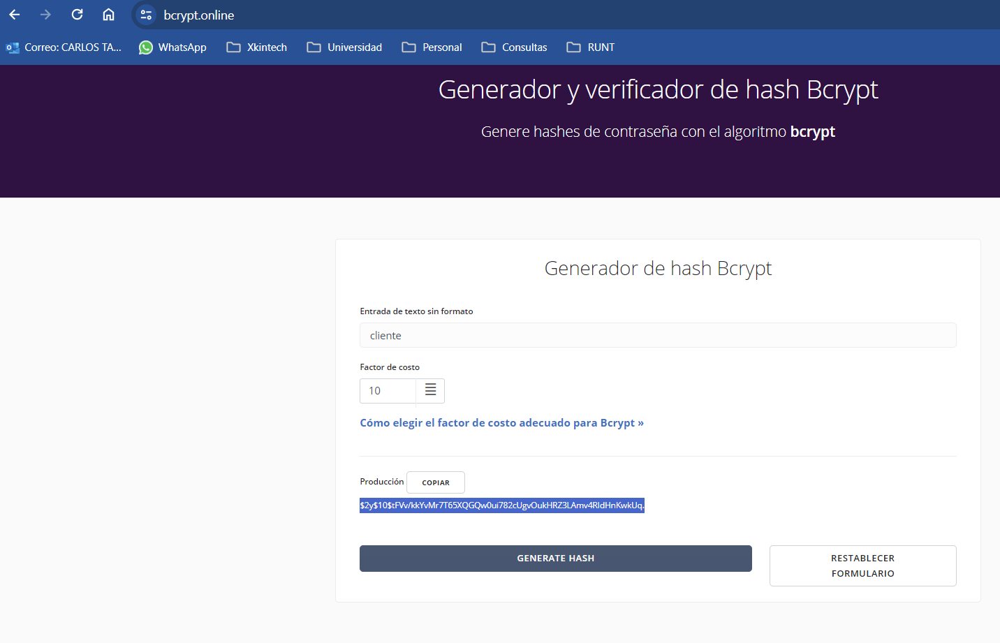 bcrypt.online
Correo: CARLOS TA... WhatsApp Xkintech Universidad Personal Consultas RUNT
Generador y verificador de hash Bcrypt
Genere hashes de contraseña con el algoritmo bcrypt
Generador de hash Bcrypt
Entrada de texto sin formato
cliente
Factor de costo
10
Cómo elegir el factor de costo adecuado para Bcrypt »
Producción COPIAR
$2y$10$tFVv/kkYvMr7T65XQGQw0ui782cUgvOukHRZ3LAmv4RldHnKwkUq.
GENERATE HASH
RESTABLECER
FORMULARIO